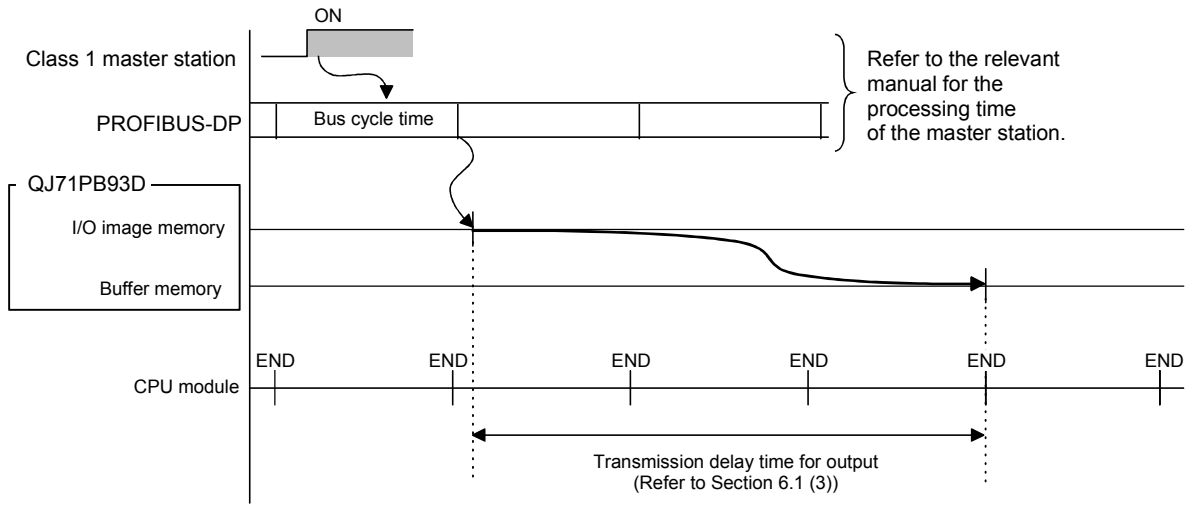 ON
Class 1 master station
Refer to the relevant
manual for the
processing time
of the master station.
PROFIBUS-DP
Bus cycle time
QJ71PB93D
I/O image memory
Buffer memory
END END END END END END
CPU module
Transmission delay time for output
(Refer to Section 6.1 (3))